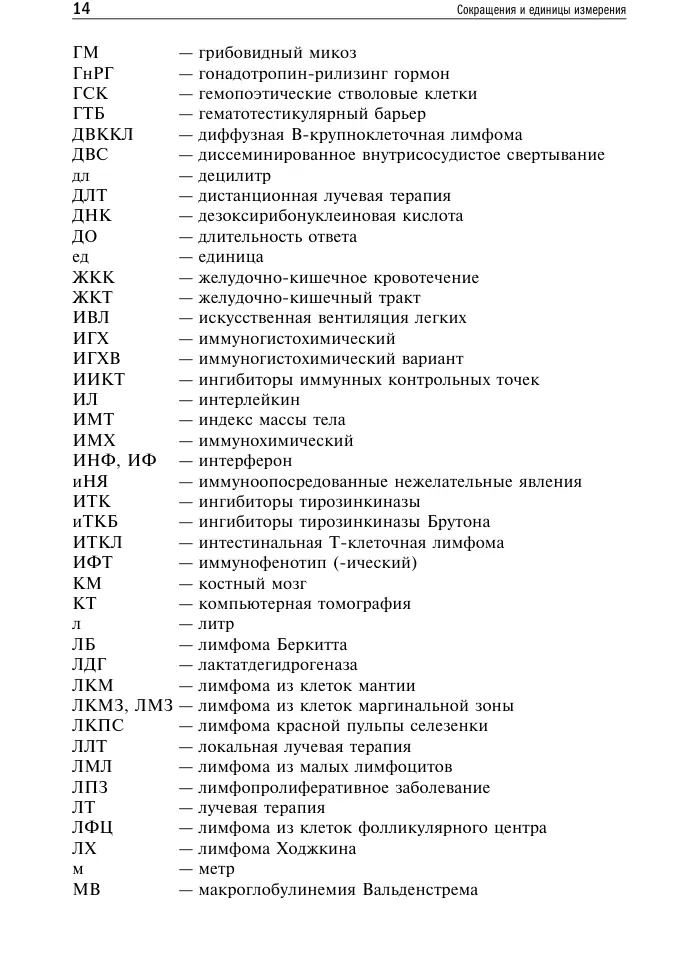 14 Сокращения и единицы измерения
ГМ — грибовидный микоз
ГнРГ — гонадотропин-рилизинг гормон
ГСК — гемопоэтические стволовые клетки
ГТБ — гематотестикулярный барьер
ДВККЛ — диффузная В-крупноклеточная лимфома
ДВС — диссеминированное внутрисосудистое свертывание
дл — децилитр
ДЛТ — дистанционная лучевая терапия
ДНК — дезоксирибонуклеиновая кислота
ДО — длительность ответа
ед — единица
ЖКК — желудочно-кишечное кровотечение
ЖКТ — желудочно-кишечный тракт
ИВЛ — искусственная вентиляция легких
ИГХ — иммуногистохимический
ИГХВ — иммуногистохимический вариант
ИИКТ — ингибиторы иммунных контрольных точек
ИЛ — интерлейкин
ИМТ — индекс массы тела
ИМХ — иммунохимический
ИНФ, ИФ — интерферон
иНЯ — иммуноопосредованные нежелательные явления
ИТК — ингибиторы тирозинкиназы
иТКБ — ингибиторы тирозинкиназы Брутона
ИТКЛ — интестинальная Т-клеточная лимфома
ИФТ — иммунофенотип (-ический)
КМ — костный мозг
КТ — компьютерная томография
л — литр
ЛБ — лимфома Беркитта
ЛДГ — лактатдегидрогеназа
ЛКМ — лимфома из клеток мантии
ЛКМЗ, ЛМЗ — лимфома из клеток маргинальной зоны
ЛКПС — лимфома красной пульпы селезенки
ЛЛТ — локальная лучевая терапия
ЛМЛ — лимфома из малых лимфоцитов
ЛПЗ — лимфопролиферативное заболевание
ЛТ — лучевая терапия
ЛФЦ — лимфома из клеток фолликулярного центра
ЛХ — лимфома Ходжкина
м — метр
МВ — макроглобулинемия Вальденстрема